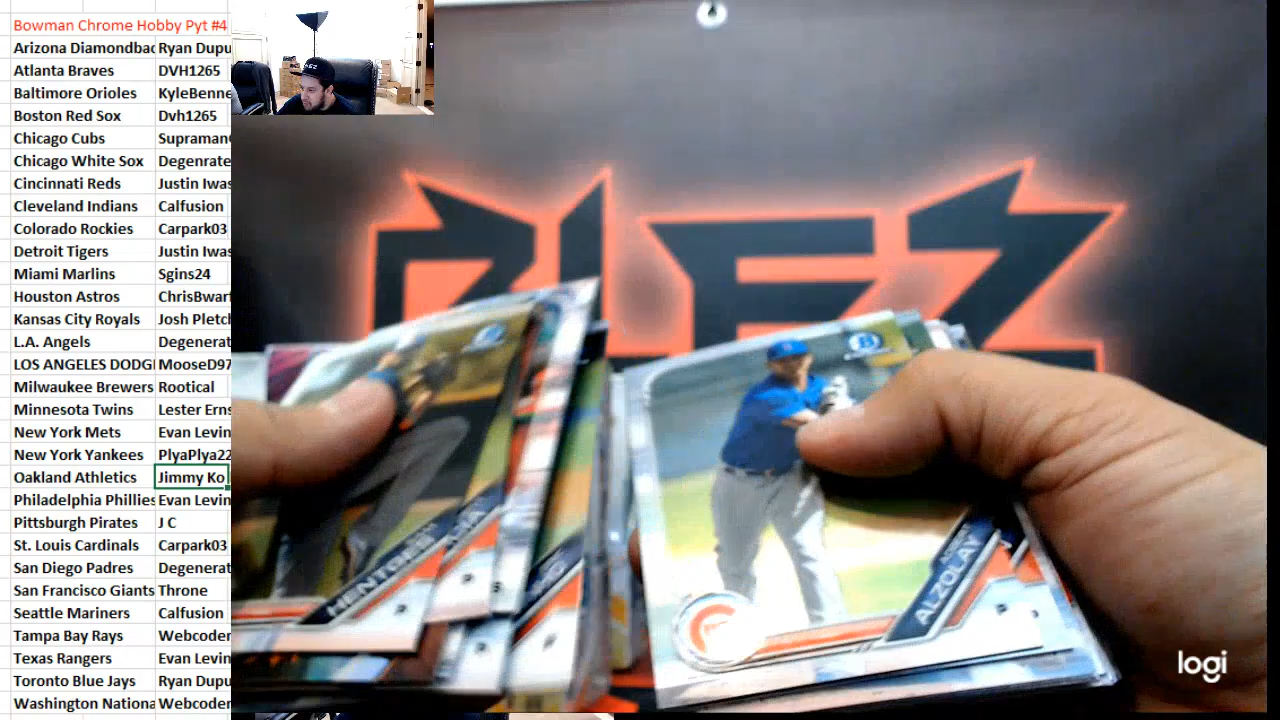 Bowman Chrome Hobby Pyt #4
Arizona Diamondbac Ryan Dupu
Atlanta Braves DVH1265
Baltimore Orioles KyleBenne
Boston Red Sox Dvh1265
Chicago Cubs Supraman
Chicago White Sox Degenrate
Cincinnati Reds Justin Iwas
Cleveland Indians Calfusion
Colorado Rockies Carpark03
Detroit Tigers Justin Iwas
Miami Marlins Sgins24
Houston Astros ChrisBwarf
Kansas City Royals Josh Pletch
L.A. Angels Degenerat
LOS ANGELES DODGI MooseD97
Milwaukee Brewers Rootical
Minnesota Twins Lester Erns
New York Mets Evan Levin
New York Yankees PlyaPlya22
Oakland Athletics Jimmy Ko
Philadelphia Phillies Evan Levin
Pittsburgh Pirates J C
St. Louis Cardinals Carpark03
San Diego Padres Degenerat
San Francisco Giants Throne
Seattle Mariners Calfusion
Tampa Bay Rays Webcoder
Texas Rangers Evan Levin
Toronto Blue Jays Ryan Dupu
Washington Nationa Webcoder
HENTGES
P
P
ALZOLAY
P
logi